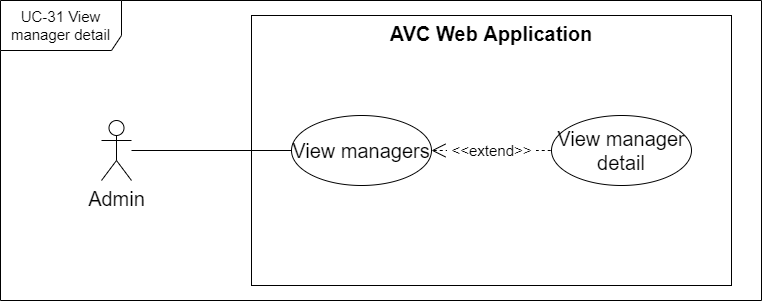 UC-31 View
manager detail
AVC Web Application
View managers
<<extend>>
View manager
detail
Admin